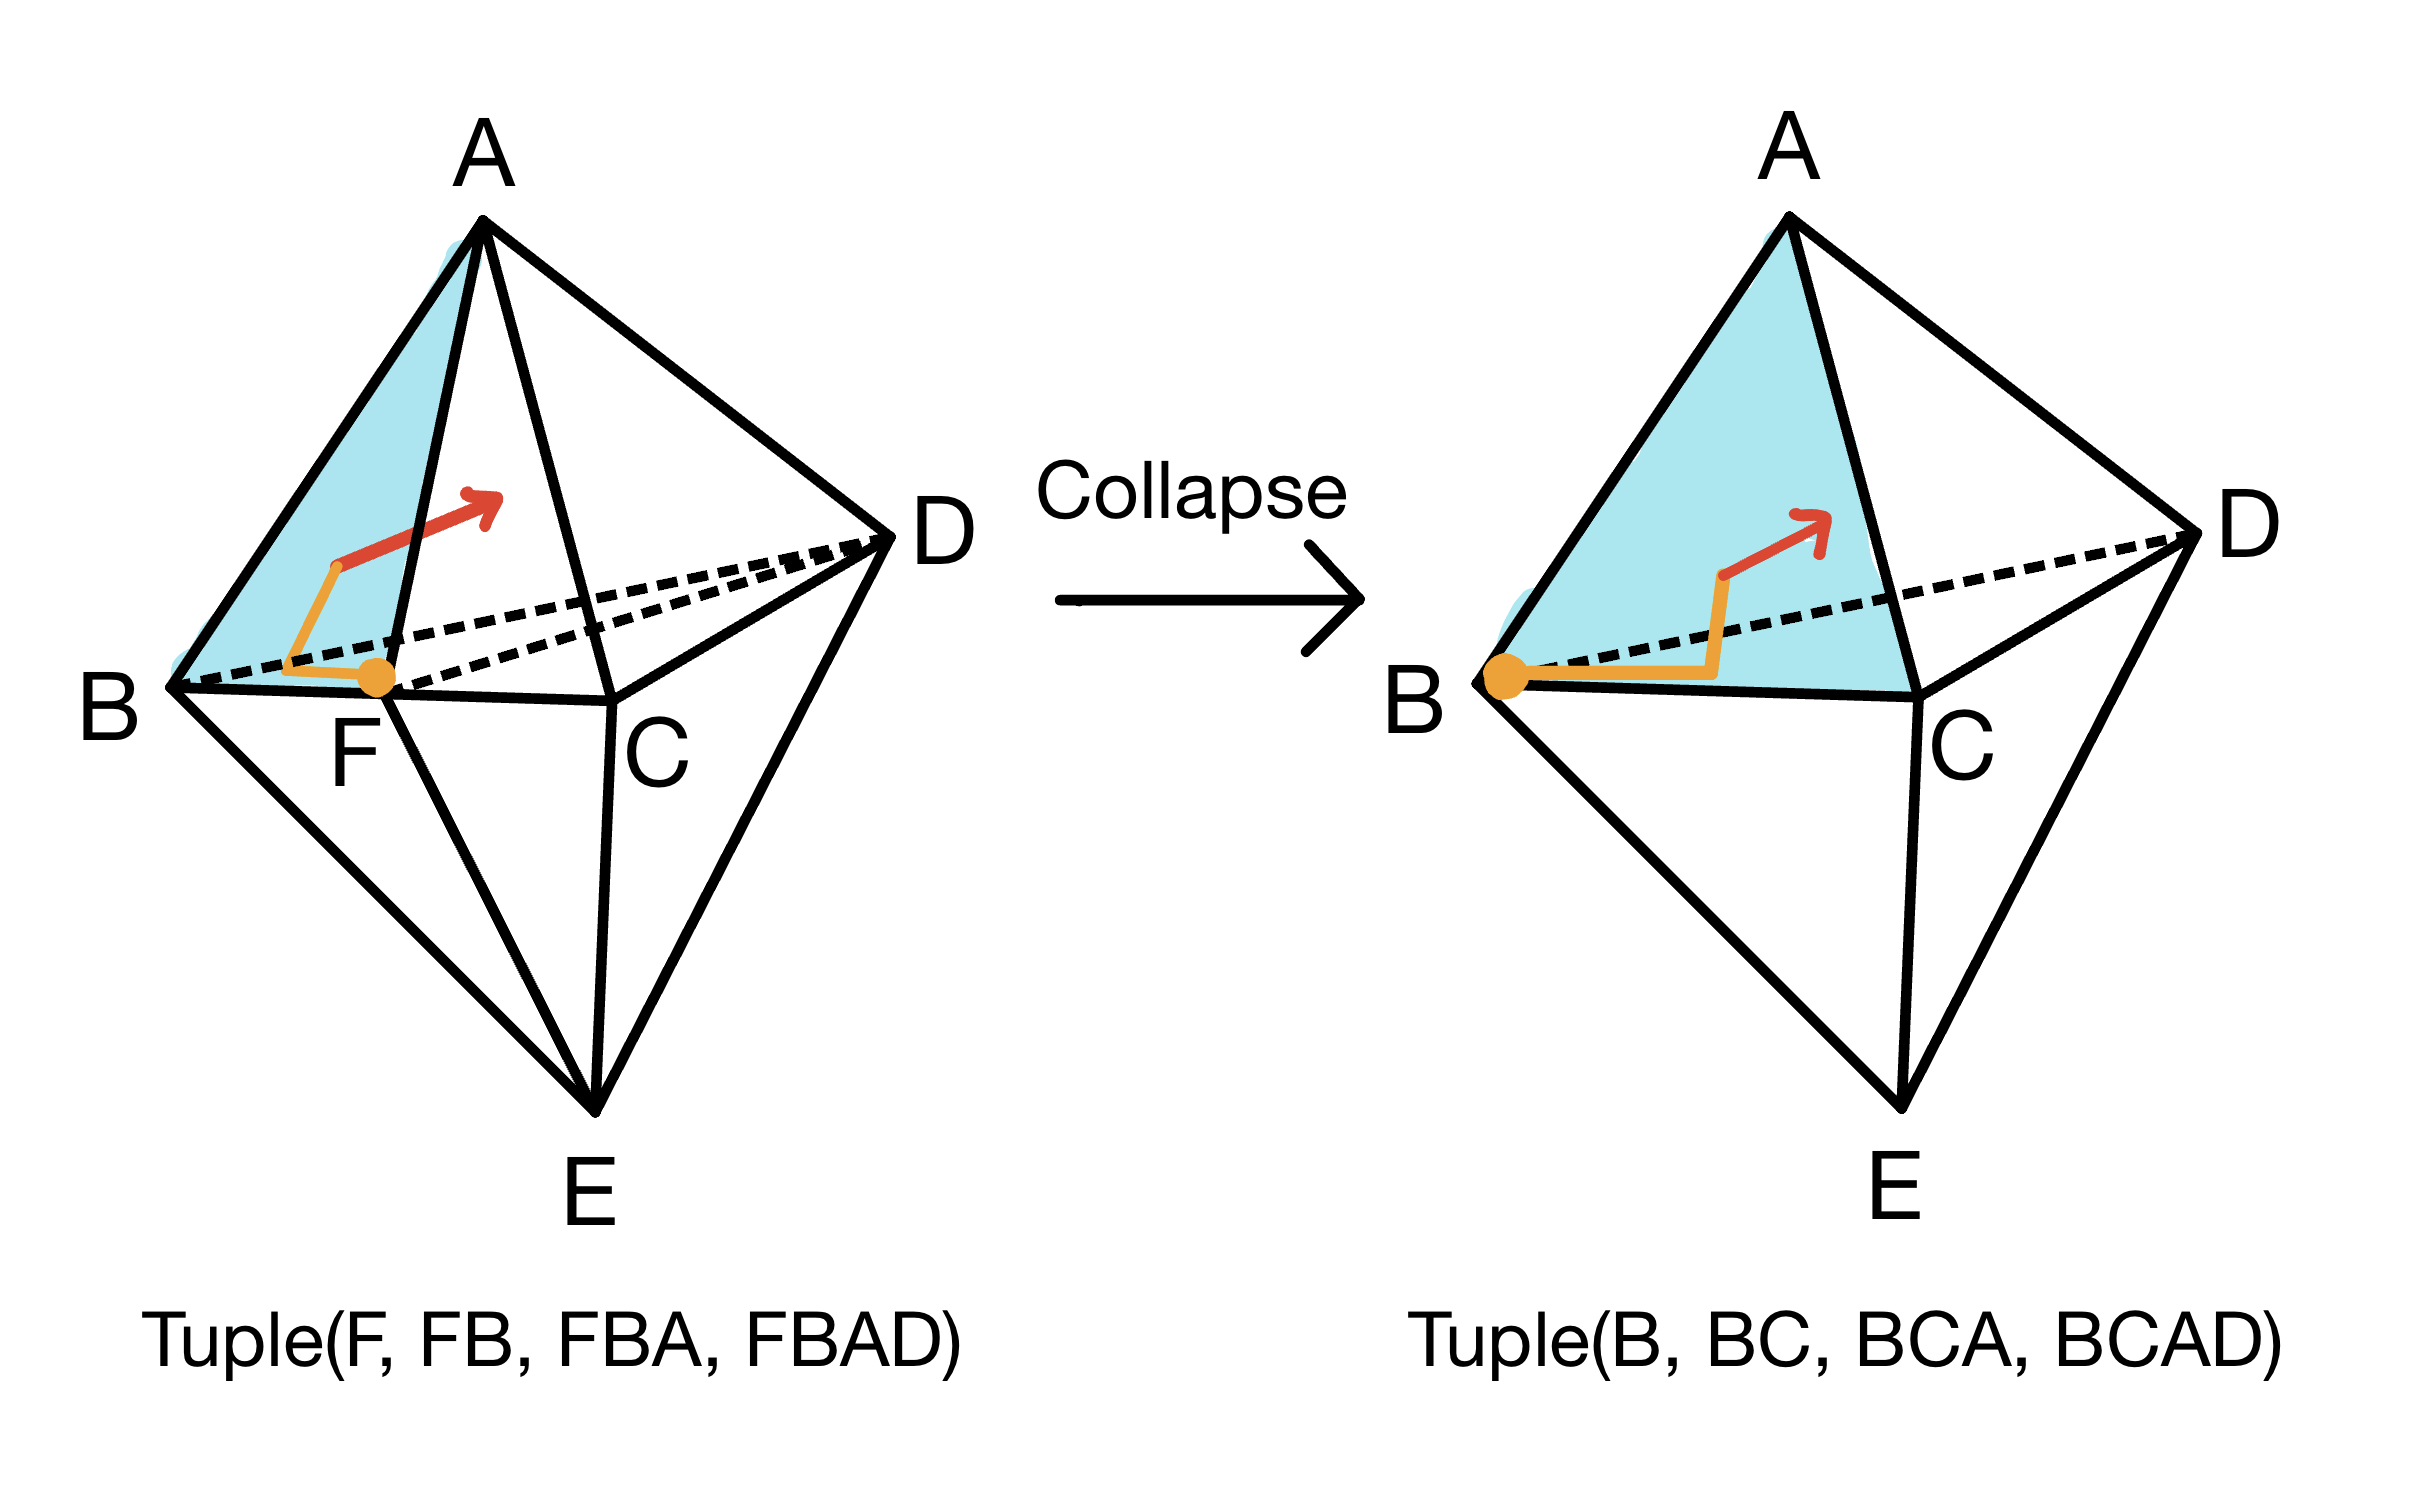 A
B
F
C
D
E
Tuple(F, FB, FBA, FBAD)
Collapse
A
B
C
D
E
Tuple(B, BC, BCA, BCAD)